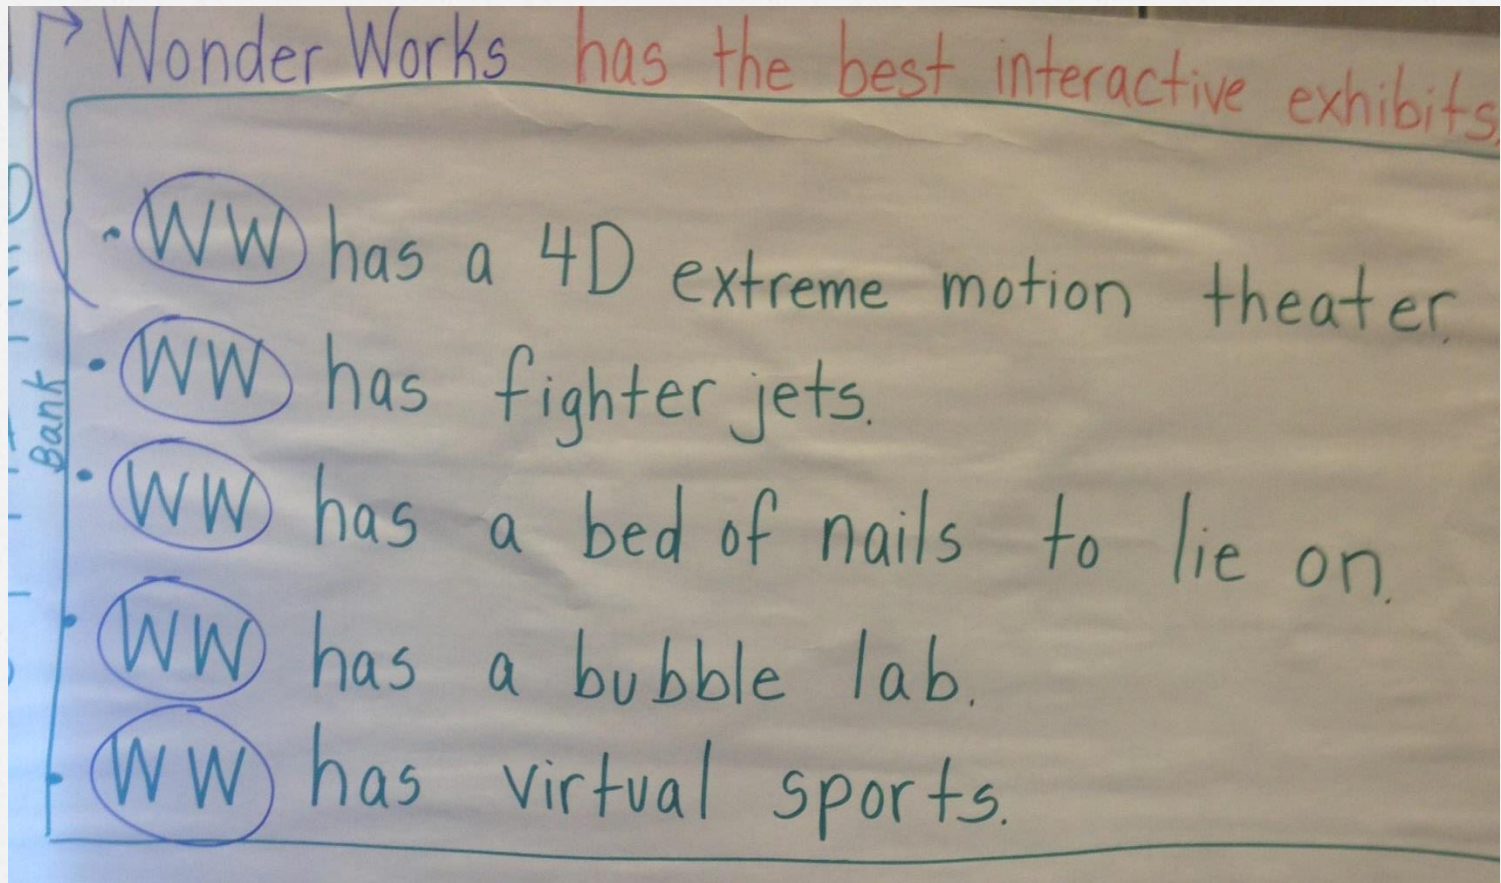 Wonder Works has the best interactive exhibits.
• WW has a 4D extreme motion theater.
• WW has fighter jets.
Bank
• WW has a bed of nails to lie on.
• WW has a bubble lab.
• WW has virtual sports.